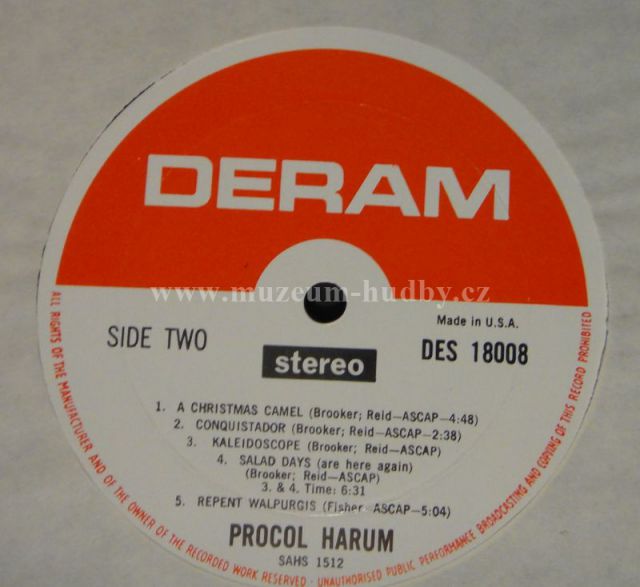 DERAM
www.muzeum-hudby.cz
SIDE TWO
stereo
Made in U.S.A.
DES 18008
1. A CHRISTMAS CAMEL (Brooker; Reid—ASCAP—4:48)
2. CONQUISTADOR (Brooker; Reid—ASCAP—2:38)
3. KALEIDOSCOPE (Brooker; Reid—ASCAP)
4. SALAD DAYS (are here again)
(Brooker; Reid—ASCAP)
3. & 4. Time: 6:31
5. REPENT WALPURGIS (Fisher ASCAP—5:04)
PROCOL HARUM
SAHS 1512
ALL RIGHTS OF THE MANUFACTURER AND OF THE OWNER OF THE RECORDED WORK RESERVED - UNAUTHORISED PUBLIC PERFORMANCE BROADCASTING AND COPYING OF THIS RECORD PROHIBITED